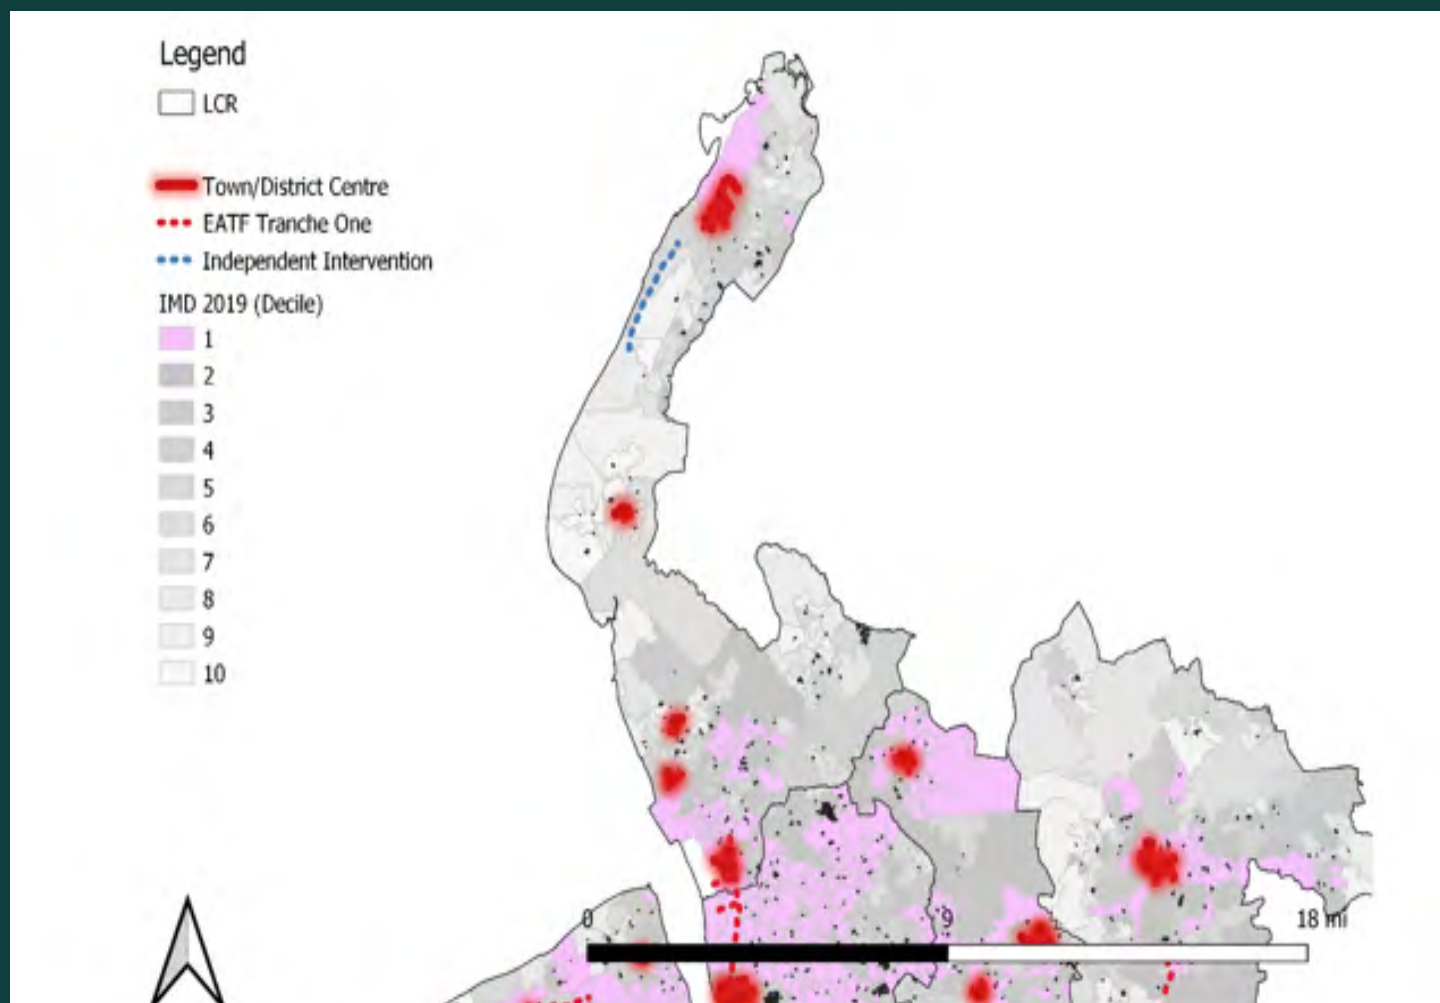 Legend
LCR
Town/District Centre
EATF Tranche One
Independent Intervention
IMD 2019 (Decile)
1
2
3
4
5
6
7
8
9
10
0 9 18 mi